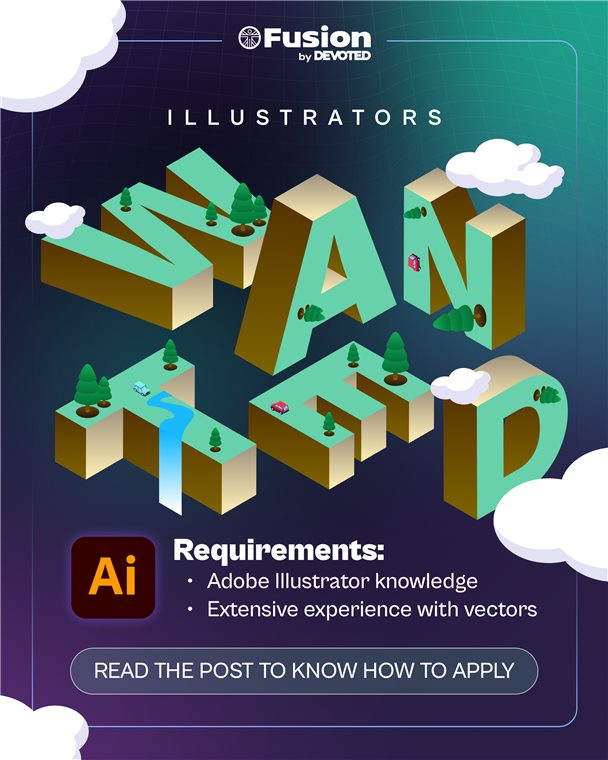 Fusion
by DEVOTED
ILLUSTRATORS
WAN
TED
Ai
Requirements:
• Adobe Illustrator knowledge
• Extensive experience with vectors
READ THE POST TO KNOW HOW TO APPLY